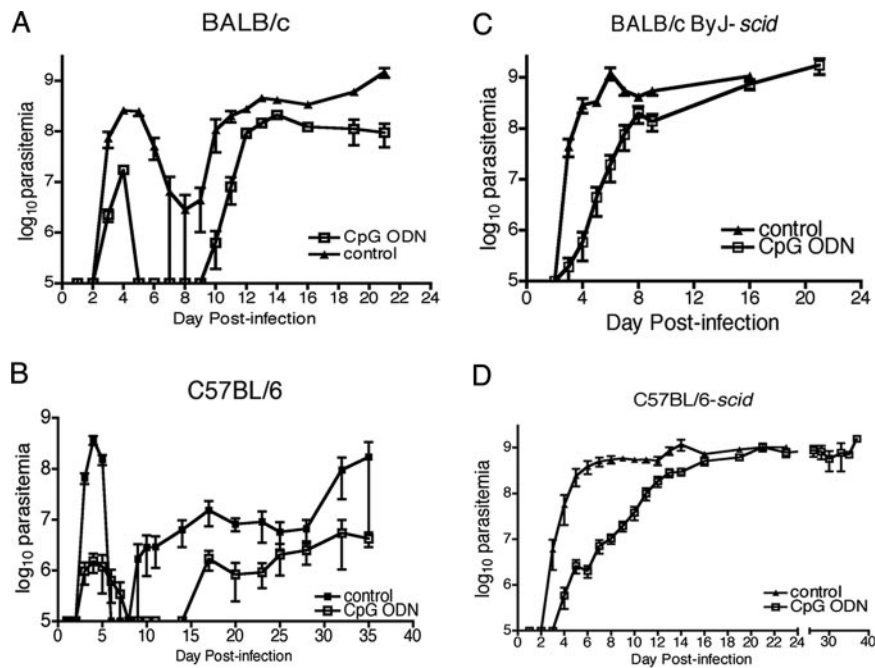 A
BALB/c
log10 parasitemia
9
8
7
6
5
0 2 4 6 8 10 12 14 16 18 20 22 24
Day Post-infection
CpG ODN
control
C
BALB/c ByJ- scid
log10 parasitemia
9
8
7
6
5
0 4 8 12 16 20 24
Day Post-infection
control
CpG ODN
B
C57BL/6
log10 parasitemia
9
8
7
6
5
0 5 10 15 20 25 30 35 40
Day Post-infection
control
CpG ODN
D
C57BL/6-scid
log10 parasitemia
9
8
7
6
5
0 2 4 6 8 10 12 14 16 18 20 22 24 30 40
Day Post-infection
control
CpG ODN